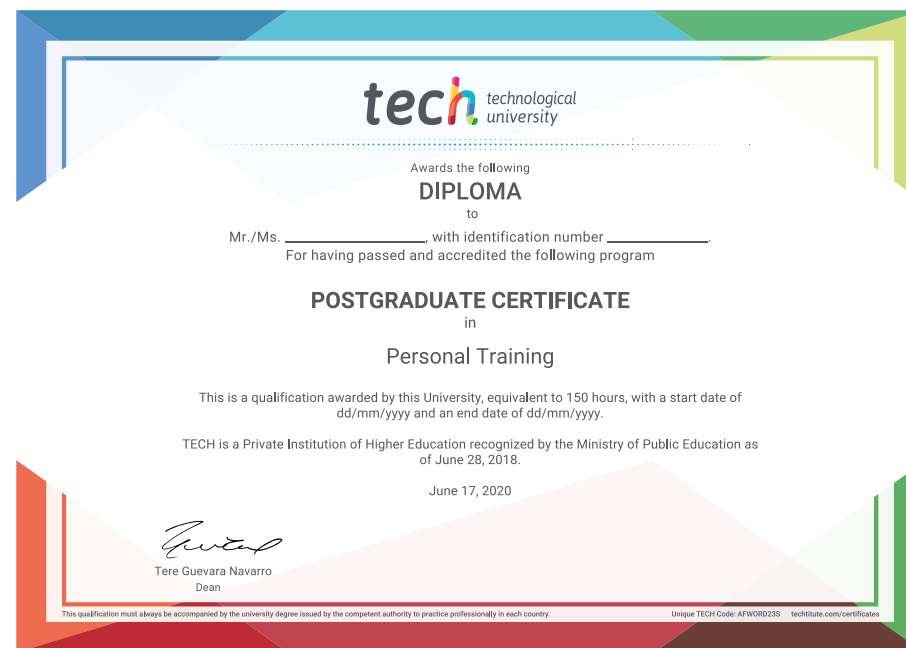 tech technological
university
Awards the following
DIPLOMA
to
Mr./Ms. ____________________, with identification number ______________.
For having passed and accredited the following program
POSTGRADUATE CERTIFICATE
in
Personal Training
This is a qualification awarded by this University, equivalent to 150 hours, with a start date of
dd/mm/yyyy and an end date of dd/mm/yyyy.
TECH is a Private Institution of Higher Education recognized by the Ministry of Public Education as
of June 28, 2018.
June 17, 2020
Tere Guevara Navarro
Dean
This qualification must always be accompanied by the university degree issued by the competent authority to practice professionally in each country. Unique TECH Code: AFWORD23S techtitute.com/certificates